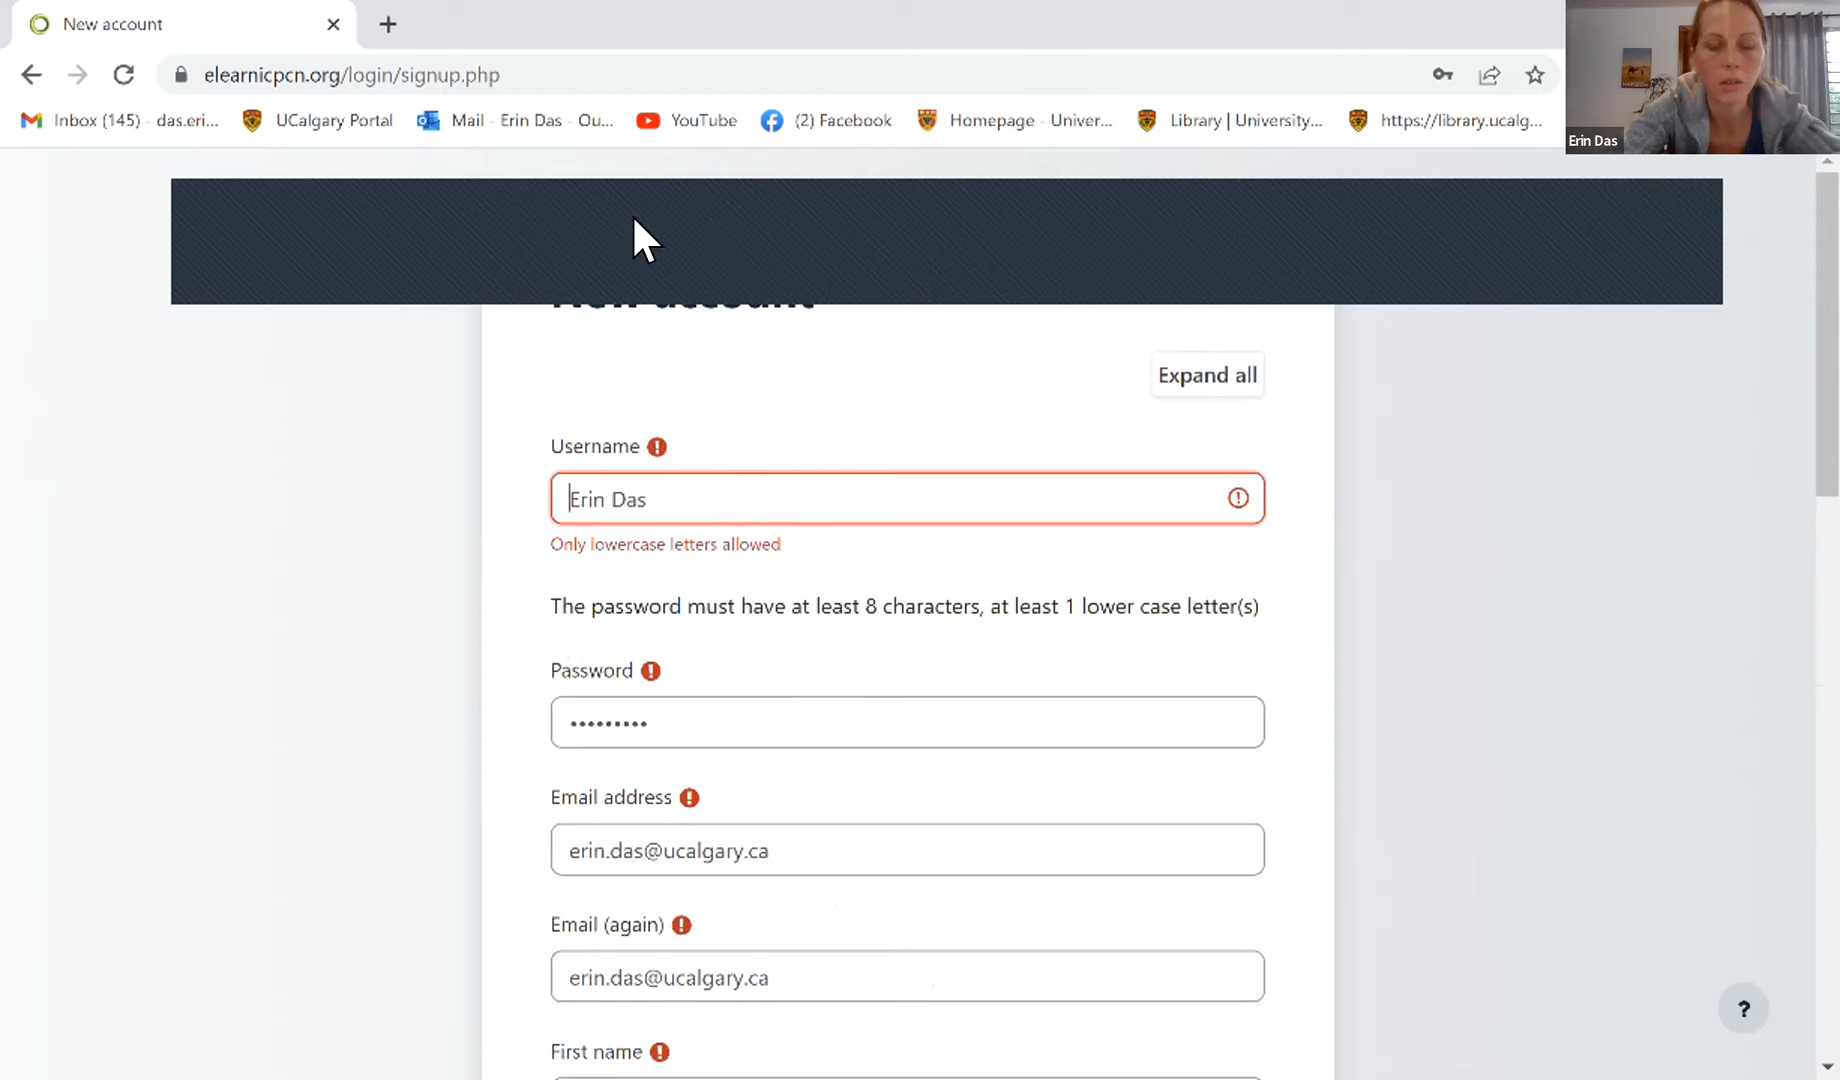 New account
elearnicpcn.org/login/signup.php
Inbox (145) - das.eri...
UCalgary Portal
Mail - Erin Das - Ou...
YouTube
(2) Facebook
Homepage - Univer...
Library | University...
https://library.ucalg...
Erin Das
New account
Expand all
Username
Erin Das
Only lowercase letters allowed
The password must have at least 8 characters, at least 1 lower case letter(s)
Password
•••••••••
Email address
erin.das@ucalgary.ca
Email (again)
erin.das@ucalgary.ca
First name
?